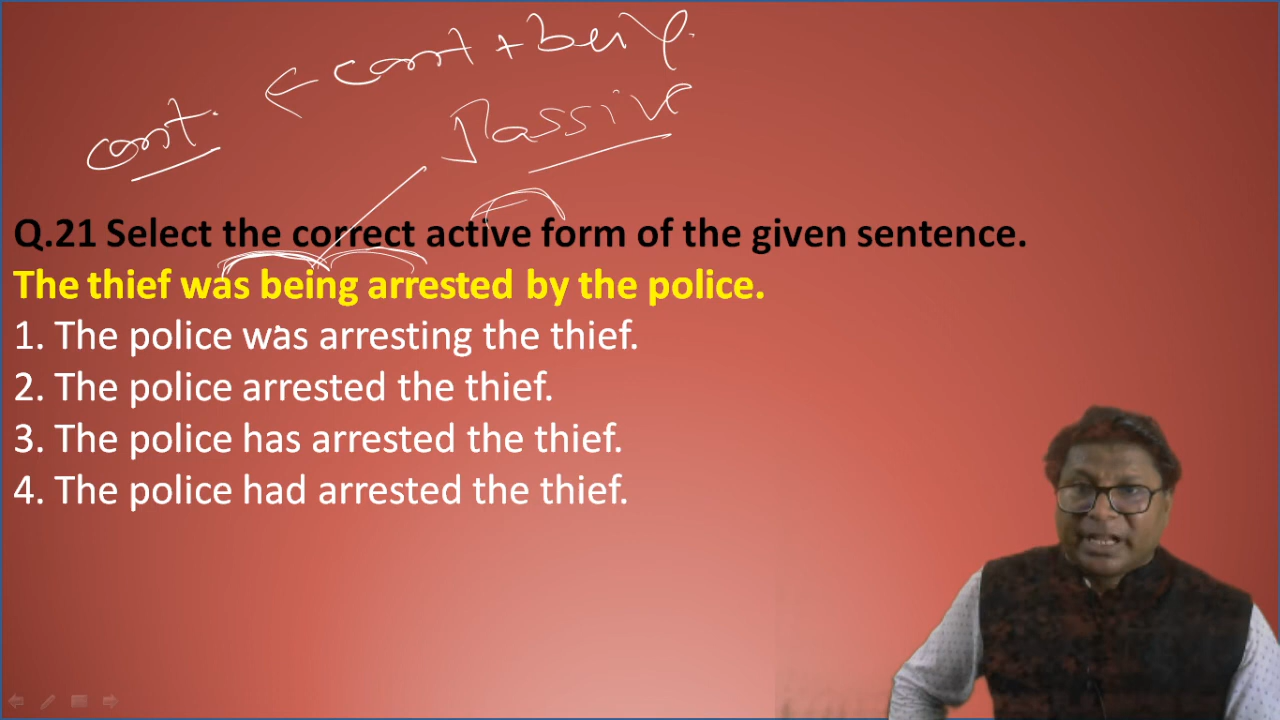 cont. ← cont + being.
Passive
Q.21 Select the correct active form of the given sentence.
The thief was being arrested by the police.
1. The police was arresting the thief.
2. The police arrested the thief.
3. The police has arrested the thief.
4. The police had arrested the thief.